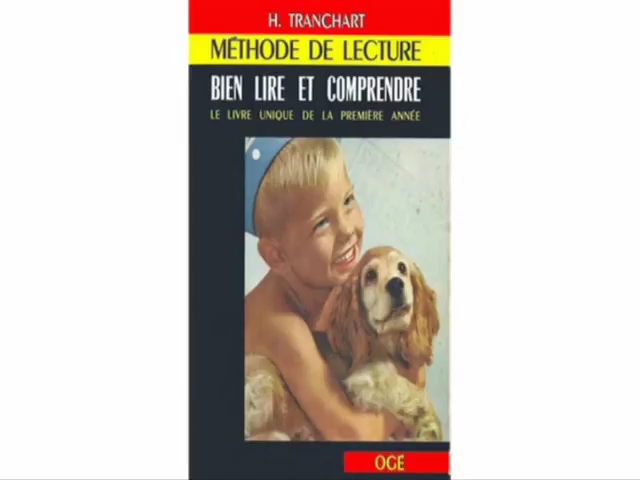 H. TRANCHART
MÉTHODE DE LECTURE
BIEN LIRE ET COMPRENDRE
LE LIVRE UNIQUE DE LA PREMIÈRE ANNÉE
OGÉ